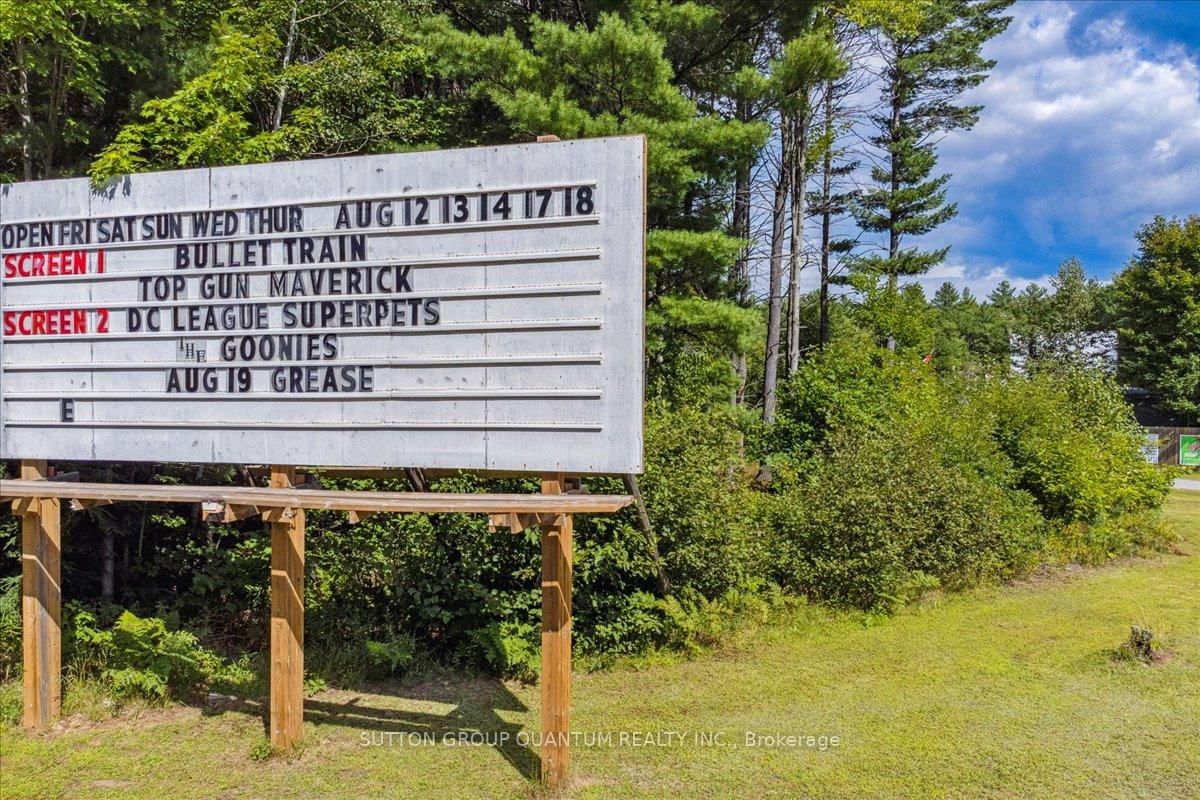 OPEN FRI SAT SUN WED THUR AUG 12 13 14 17 18
SCREEN 1 BULLET TRAIN
TOP GUN MAVERICK
SCREEN 2 DC LEAGUE SUPERPETS
THE GOONIES
AUG 19 GREASE
E
SUTTON GROUP QUANTUM REALTY INC., Brokerage